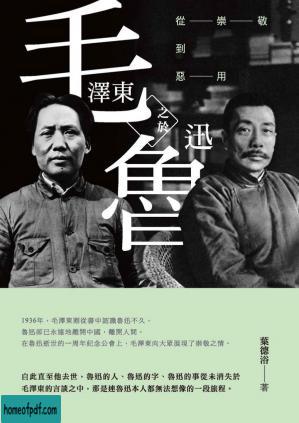 從崇敬
到惡用
毛澤東之於魯迅
1936年，毛澤東剛從書中認識魯迅不久，
魯迅卻已永遠地離開中國，離開人間。
在魯迅逝世的一周年紀念公會上，毛澤東向大眾展現了崇敬之情。
自此直至他去世，魯迅的人、魯迅的字、魯迅的事從未消失於
毛澤東的言談之中，那是連魯迅本人都無法想像的一段旅程。
葉德浴 著
homeofpdf.com